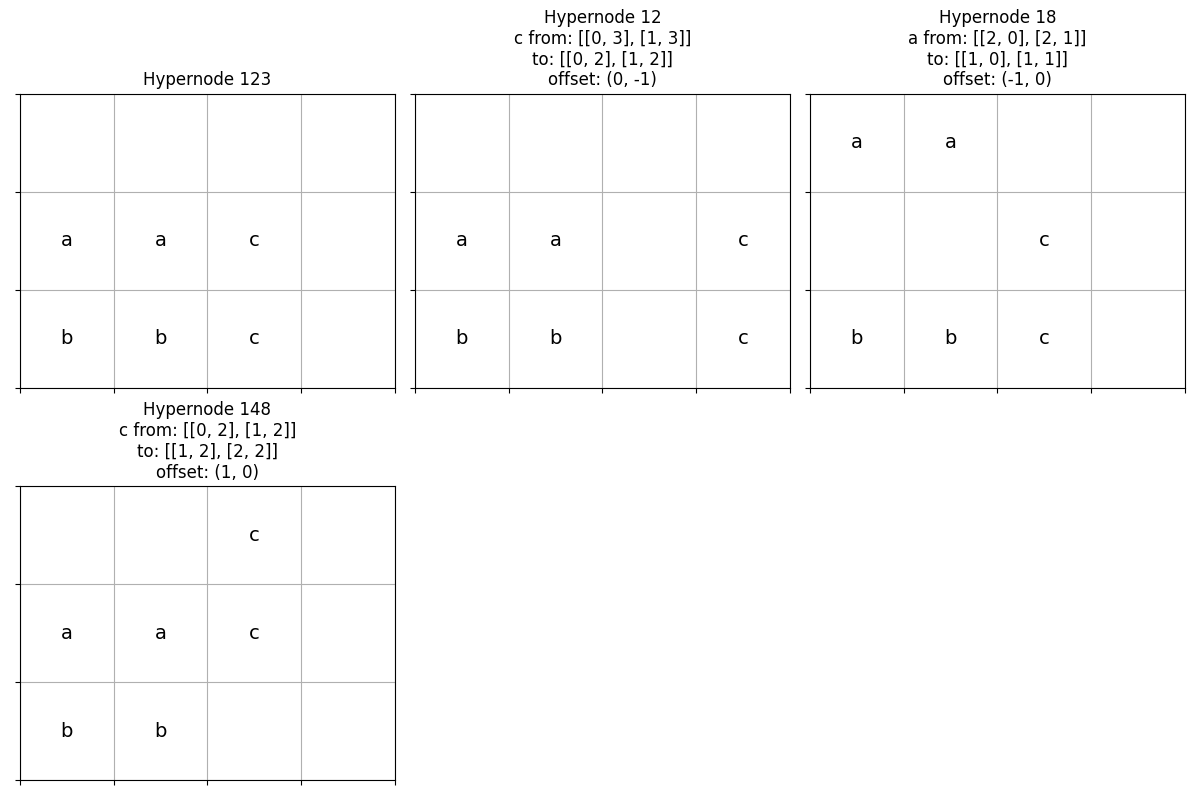 Hypernode 123
a a c
b b c
Hypernode 12
c from: [[0, 3], [1, 3]]
to: [[0, 2], [1, 2]]
offset: (0, -1)
a a c
b b c
Hypernode 18
a from: [[2, 0], [2, 1]]
to: [[1, 0], [1, 1]]
offset: (-1, 0)
a a
c
b b c
Hypernode 148
c from: [[0, 2], [1, 2]]
to: [[1, 2], [2, 2]]
offset: (1, 0)
c
a a c
b b